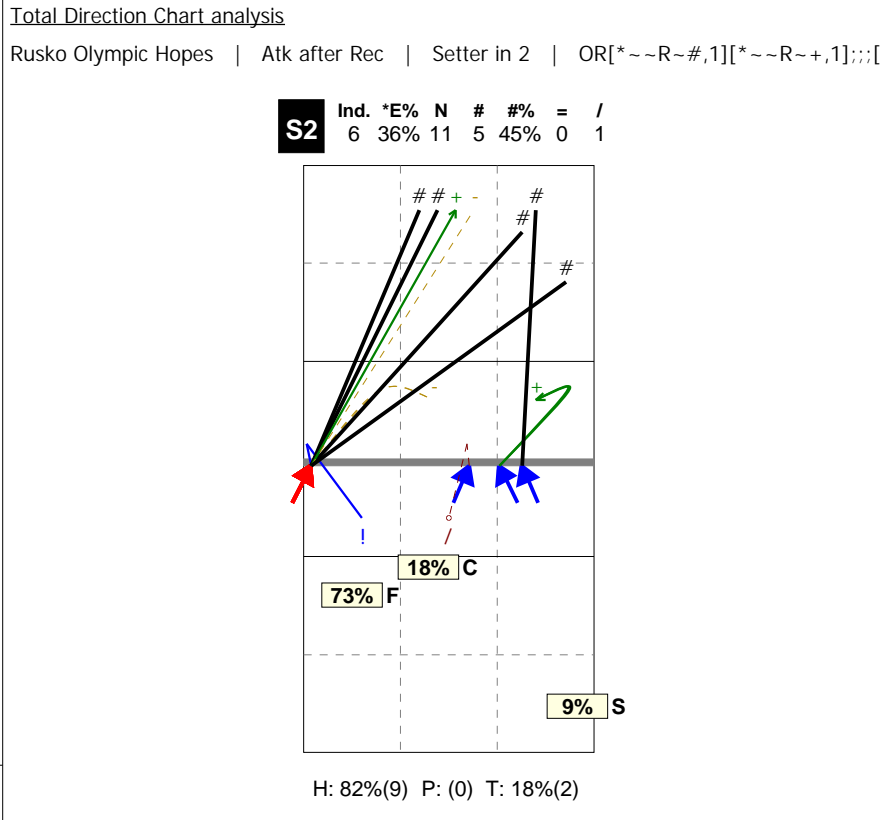 Total Direction Chart analysis
Rusko Olympic Hopes | Atk after Rec | Setter in 2 | OR[*~~R~#,1][*~~R~+,1];;;[
S2
Ind. *E% N # #% = /
6 36% 11 5 45% 0 1
# # + - #
#
#
-
+
!
/
18% C
73% F
9% S
H: 82%(9) P: (0) T: 18%(2)